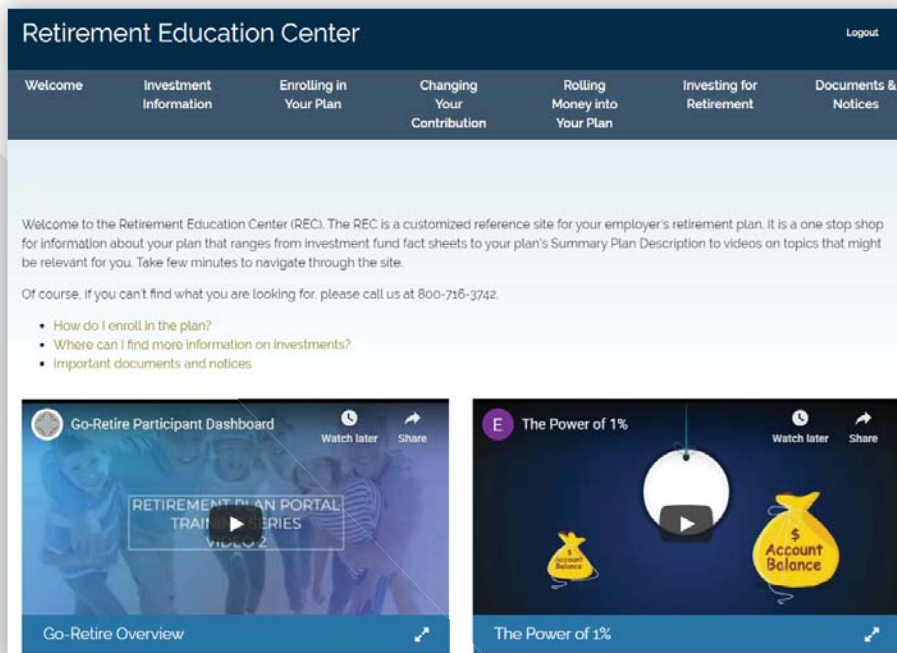 Retirement Education Center
Logout
Welcome
Investment
Information
Enrolling in
Your Plan
Changing
Your
Contribution
Rolling
Money into
Your Plan
Investing for
Retirement
Documents &
Notices
Welcome to the Retirement Education Center (REC). The REC is a customized reference site for your employer's retirement plan. It is a one stop shop
for information about your plan that ranges from investment fund fact sheets to your plan's Summary Plan Description to videos on topics that might
be relevant for you. Take few minutes to navigate through the site.
Of course, if you can't find what you are looking for, please call us at 800-716-3742.
• How do I enroll in the plan?
• Where can I find more information on investments?
• Important documents and notices
Go-Retire Participant Dashboard
Watch later
Share
RETIREMENT PLAN PORTAL
TRAINING SERIES
VIDEO 2
Go-Retire Overview
E
The Power of 1%
Watch later
Share
$
Account
Balance
$
Account
Balance
The Power of 1%